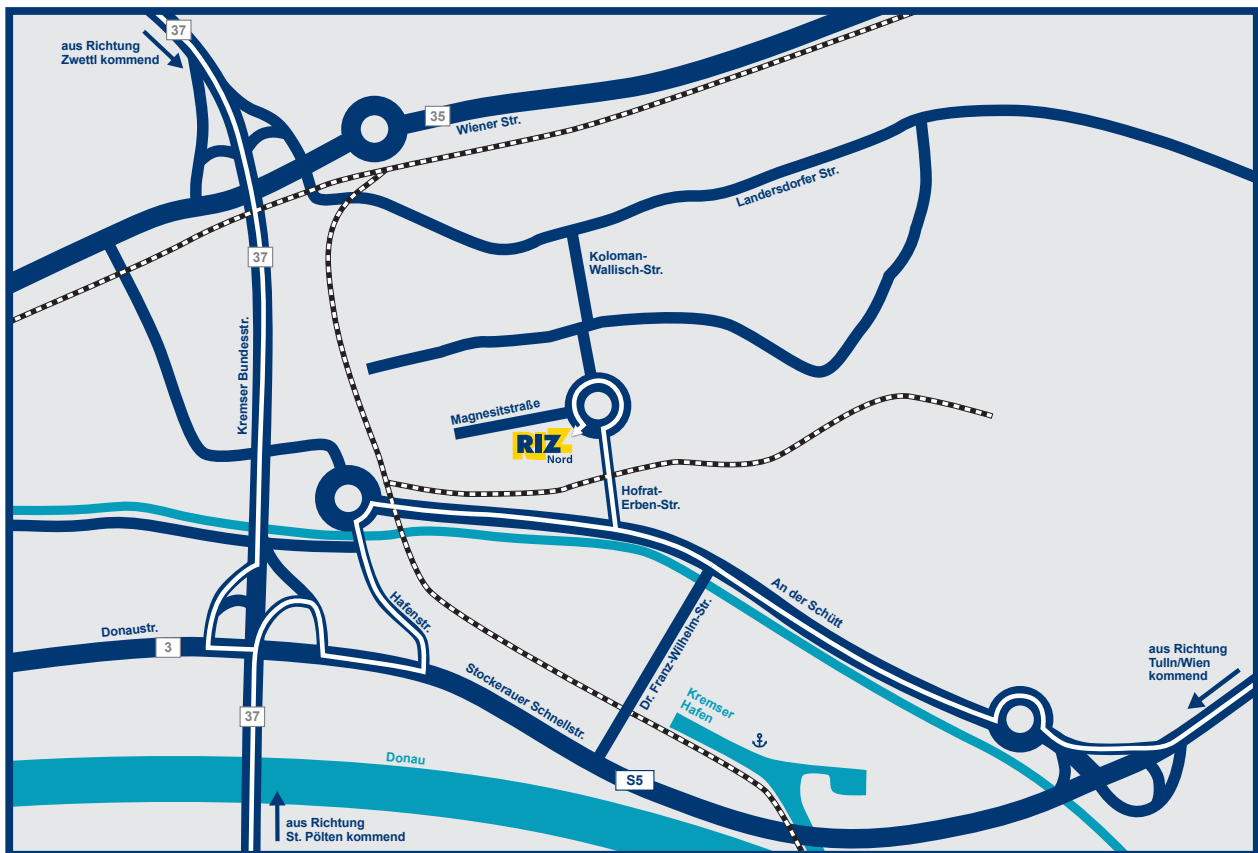 37
aus Richtung
Zwettl kommend
35
Wiener Str.
Landersdorfer Str.
37
Koloman-
Wallisch-Str.
Kremser Bundesstr.
Magnesitstraße
RIZ
Nord
Hofrat-
Erben-Str.
An der Schütt
Hafenstr.
Donaustr.
3
Dr. Franz-Wilhelm-Str.
aus Richtung
Tulln/Wien
kommend
Stockerauer Schnellstr.
Kremser
Hafen
37
Donau
S5
aus Richtung
St. Pölten kommend